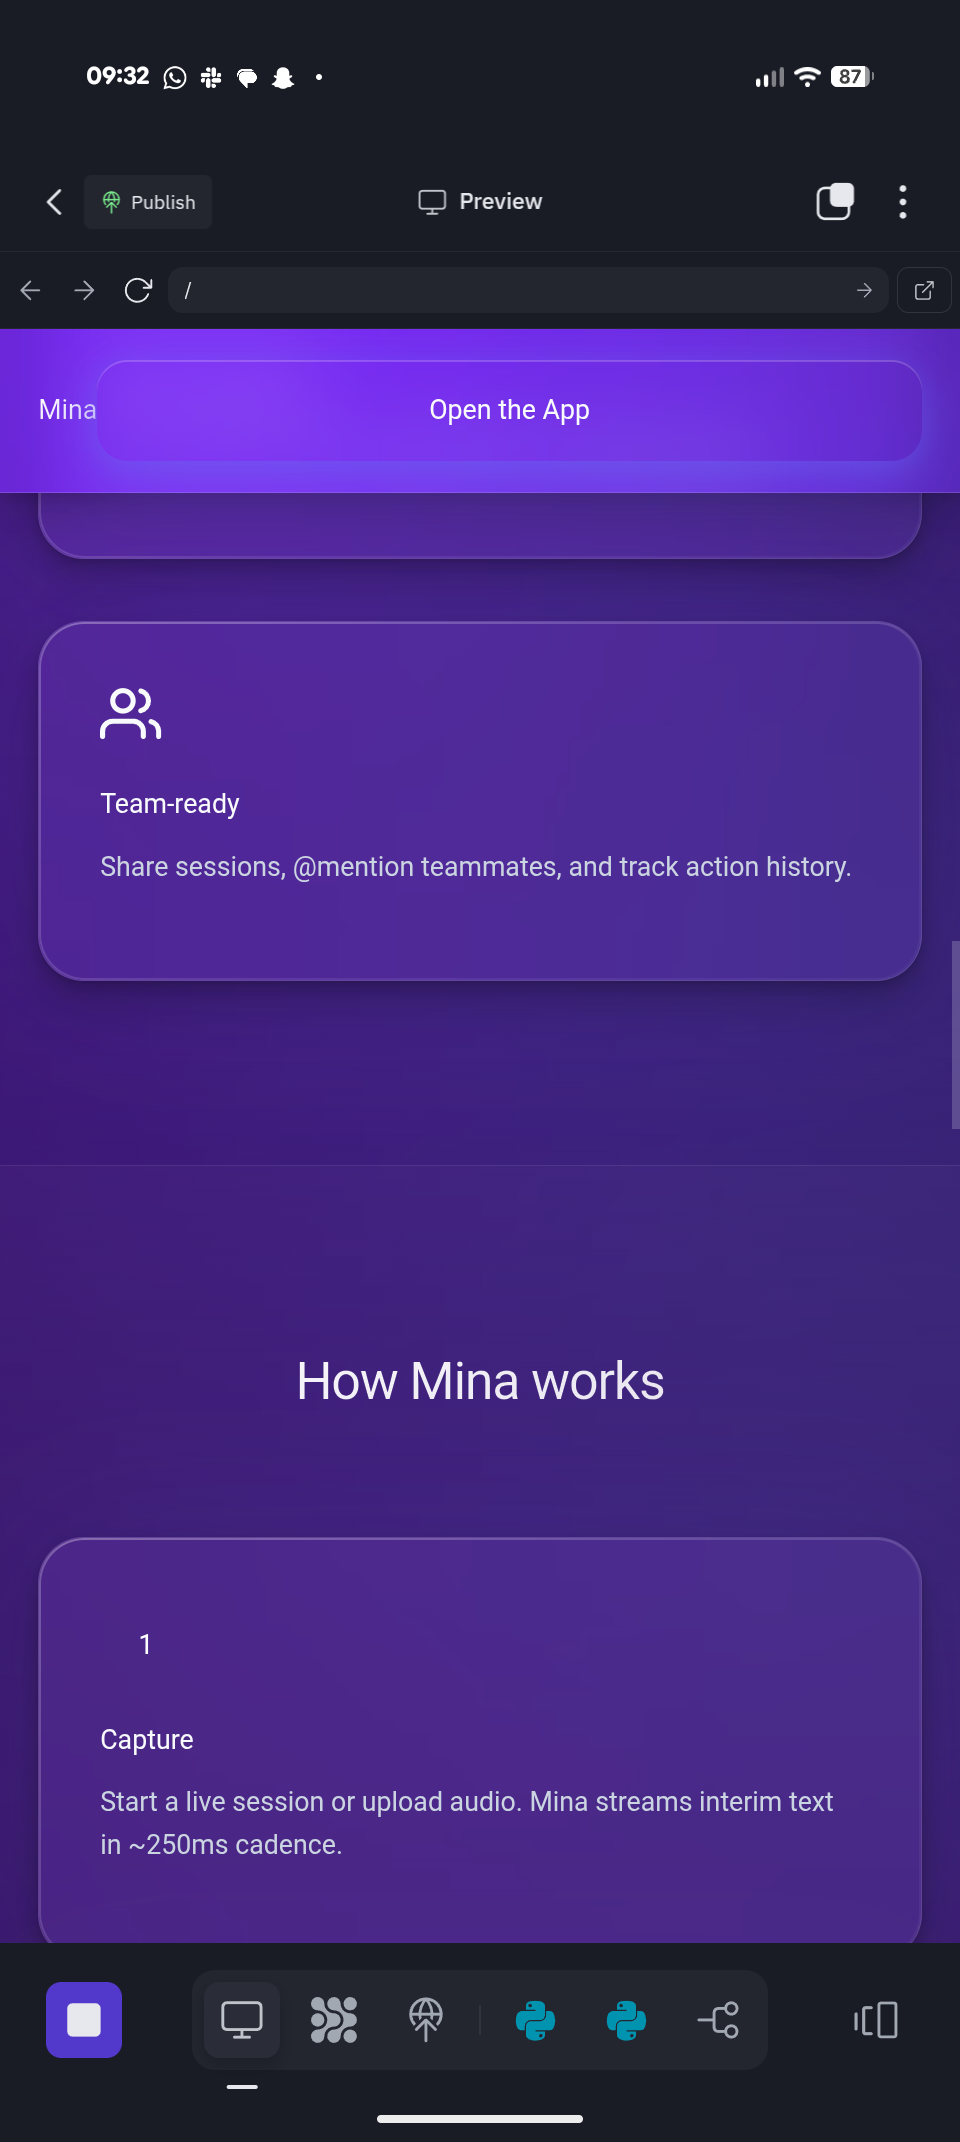 09:32
87
Publish
Preview
/
Mina
Open the App
Team-ready
Share sessions, @mention teammates, and track action history.
How Mina works
1
Capture
Start a live session or upload audio. Mina streams interim text
in ~250ms cadence.